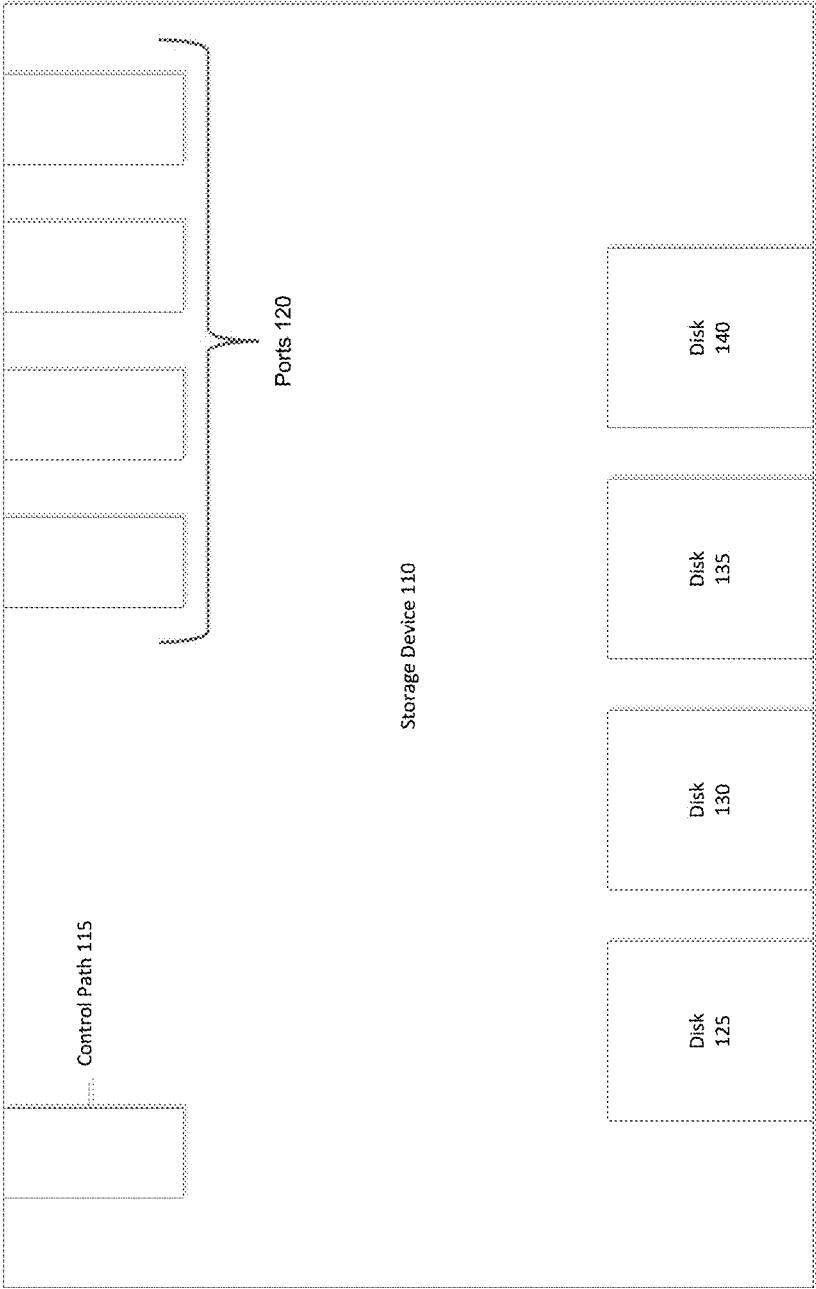 Control Path 115
Ports 120
Storage Device 110
Disk
125
Disk
130
Disk
135
Disk
140